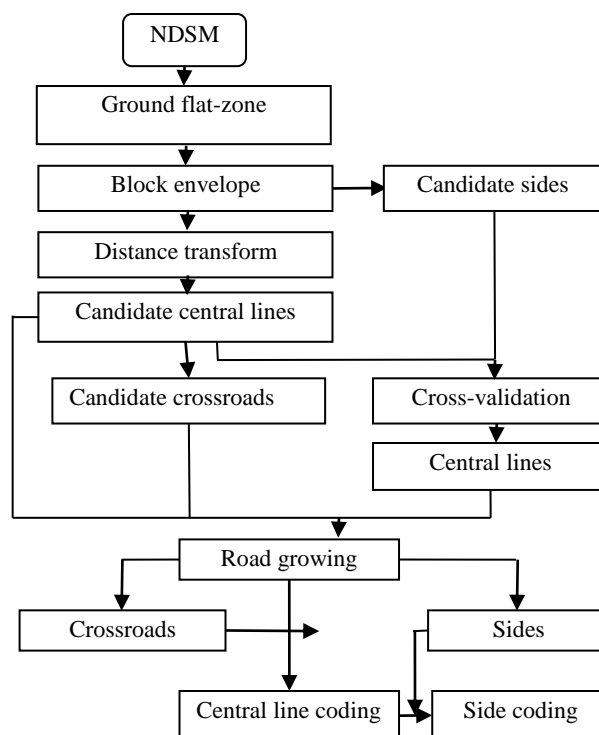 NDSM
Ground flat-zone
Block envelope
Candidate sides
Distance transform
Candidate central lines
Candidate crossroads
Cross-validation
Central lines
Road growing
Crossroads
Sides
Central line coding
Side coding